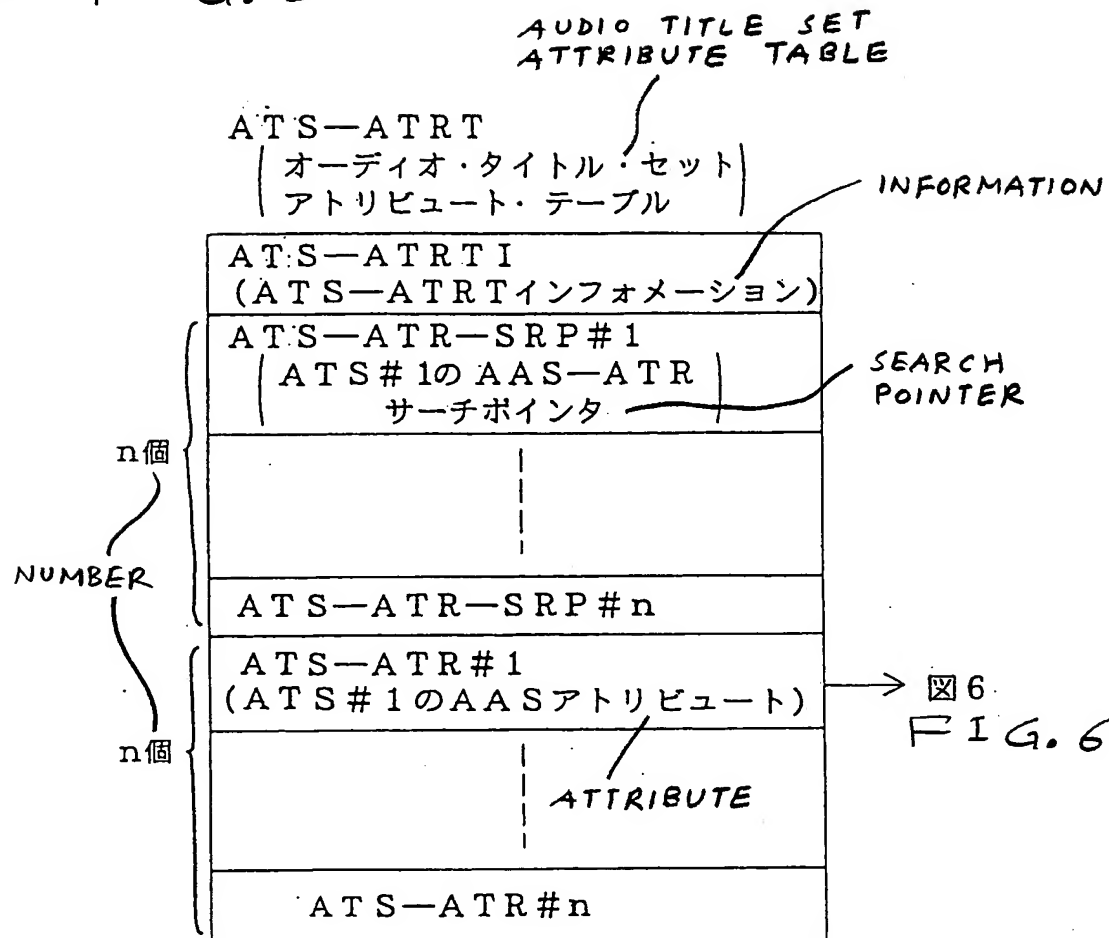 AUDIO TITLE SET
ATTRIBUTE TABLE
ATS—ATRT
(オーディオ・タイトル・セット
アトリビュート・テーブル)
INFORMATION
ATS—ATRTI
(ATS—ATRTインフォメーション)
ATS—ATR—SRP#1
(ATS#1のAAS—ATR
サーチポインタ)
SEARCH
POINTER
n個
NUMBER
ATS—ATR—SRP#n
ATS—ATR#1
(ATS#1のAASアトリビュート)
図6
FIG. 6
n個
ATTRIBUTE
ATS—ATR#n